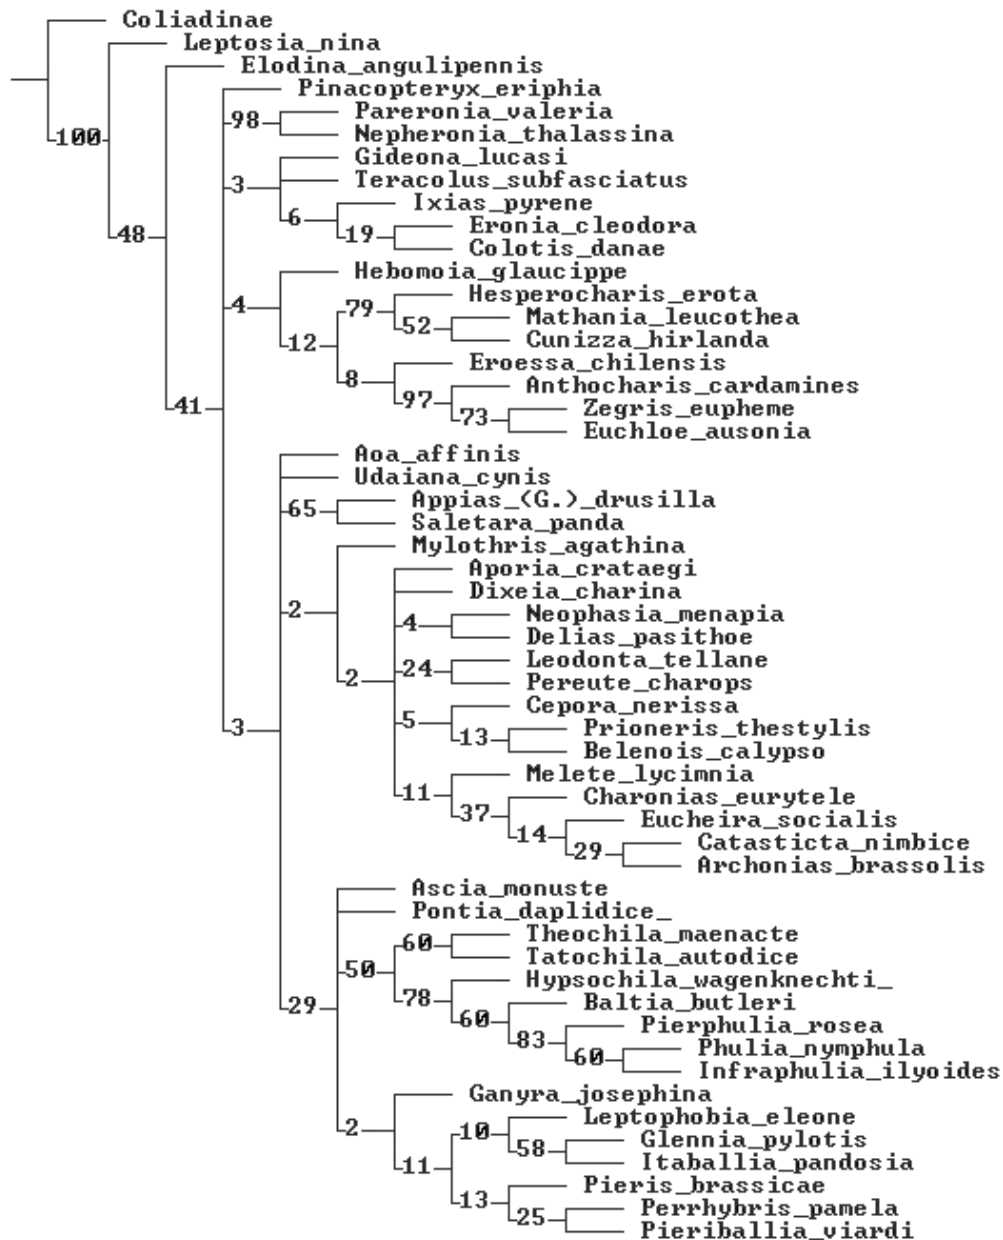 Coliadinae
Leptosia_nina
Elodina_angulipennis
Pinacopteryx_eriphia
98 Pareronia_valeria
100 Nepheronia_thalassina
Gideona_lucasi
3 Teracolus_subfasciatus
Ixias_pyrene
6 Eronia_cleodora
48 19 Colotis_danae
Hebomoia_glaucippe
Hesperocharis_erota
4 79 Mathania_leucothea
52 Cunizza_hirlanda
12 Eroessa_chilensis
8 Anthocharis_cardamines
97 Zegris_eupheme
41 73 Euchloe_ausonia
Aoa_affinis
Udaiana_cynis
65 Appias_(G.)_drusilla
Saletara_panda
Mylothris_agathina
Aporia_crataegi
Dixeia_charina
2 4 Neophasia_menapia
Delias_pasithoe
24 Leodonta_tellane
2 Pereute_charops
5 Cepora_nerissa
3 13 Prioneris_thestylis
Belenois_calypso
11 Melete_lycimnia
37 Charonias_eurytele
14 Eucheira_socialis
29 Catasticta_nimbice
Archonias_brassolis
Ascia_monuste
Pontia_daplidice_
60 Theochila_maenacte
50 Tatochila_autodice
78 Hypsochila_wagenknechti_
29 60 Baltia_butleri
83 Pierphulia_rosea
60 Phulia_nymphula
Infraphulia_ilyoides
Ganyra_josephina
10 Leptophobia_eleone
2 58 Glennia_pylotis
11 Itaballia_pandosia
13 Pieris_brassicae
25 Perrhybris_pamela
Pieriballia_viardi